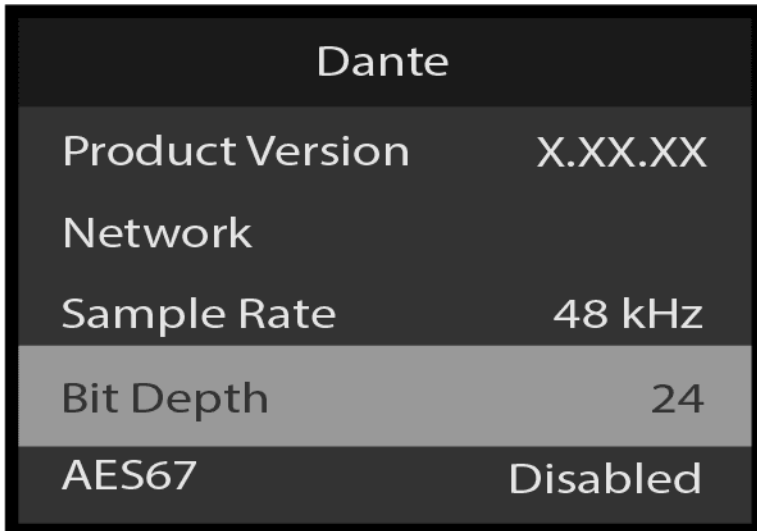 Dante
Product Version X.XX.XX
Network
Sample Rate 48 kHz
Bit Depth 24
AES67 Disabled